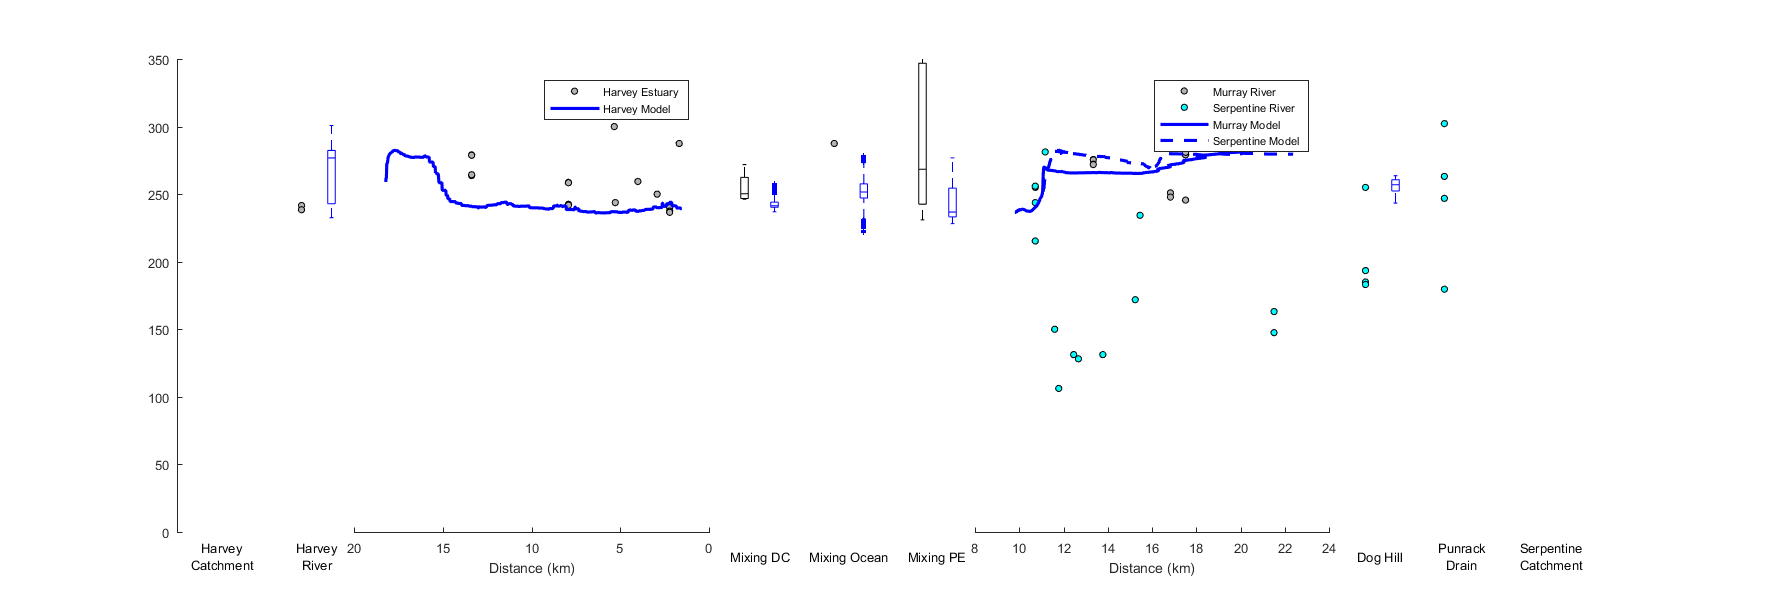 350
300
250
200
150
100
50
0
Harvey Estuary
Harvey Model
Murray River
Serpentine River
Murray Model
Serpentine Model
20 15 10 5 0
8 10 12 14 16 18 20 22 24
Harvey
Catchment
Harvey
River
Distance (km)
Mixing DC
Mixing Ocean
Mixing PE
Distance (km)
Dog Hill
Punrack
Drain
Serpentine
Catchment